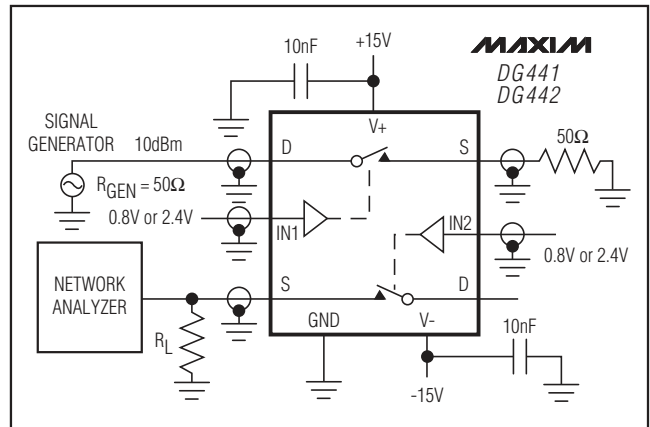 10nF
+15V
MAXIM
DG441
DG442
SIGNAL
GENERATOR
10dBm
V+
D
S
50Ω
RGEN = 50Ω
0.8V or 2.4V
IN1
IN2
0.8V or 2.4V
NETWORK
ANALYZER
S
D
RL
GND
V-
10nF
-15V